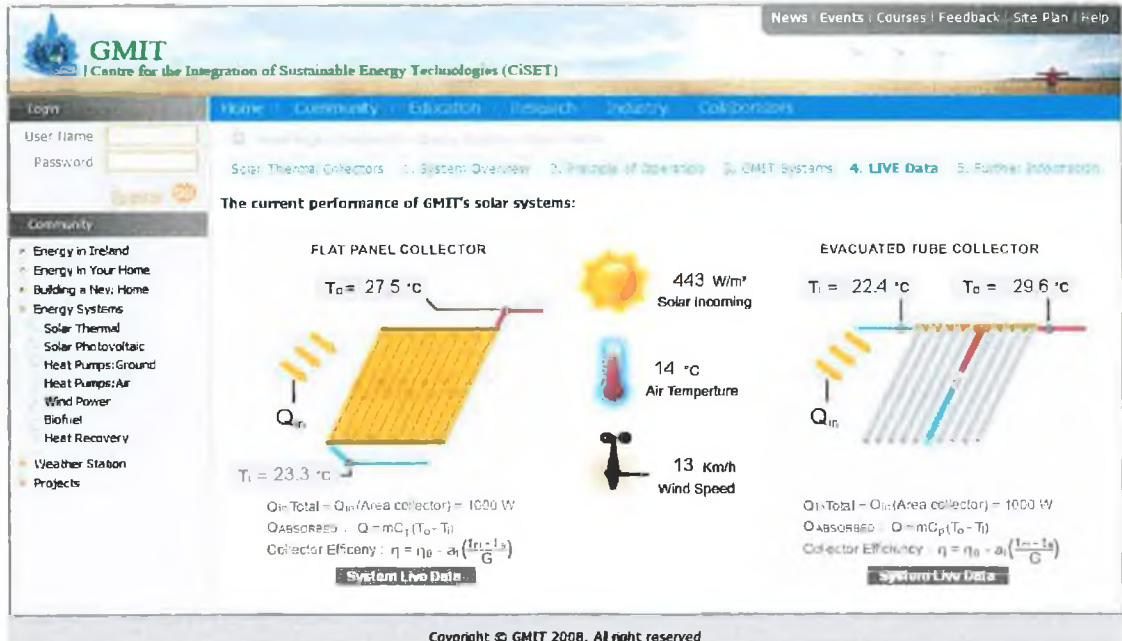 News | Events | Courses | Feedback | Site Plan | Help
GMIT
| Centre for the Integration of Sustainable Energy Technologies (CiSET)
Login
Home Community Education Research Industry Collaborators
User Name
Password
Solar Thermal Collectors 1. System Overview 2. Principle of Operation 3. GMIT Systems 4. LIVE Data 5. Further Information
The current performance of GMIT's solar systems:
Community
Energy in Ireland
Energy In Your Home
Building a New Home
Energy Systems
Solar Thermal
Solar Photovoltaic
Heat Pumps:Ground
Heat Pumps:Air
Wind Power
Biofuel
Heat Recovery
Weather Station
Projects
FLAT PANEL COLLECTOR
To = 27.5 °C
Qin
Ti = 23.3 °C
Qin Total = Qin (Area collector) = 1000 W
QABSORBED : Q = mCp(To - Ti)
Collector Efficeny : η = η0 - a1((Tm - Ta)/G)
System Live Data
443 W/m²
Solar Incoming
14 °C
Air Temperture
13 Km/h
Wind Speed
EVACUATED TUBE COLLECTOR
Ti = 22.4 °C To = 29.6 °C
Qin
Qin Total = Qin (Area collector) = 1000 W
QABSORBED : Q = mCp(To - Ti)
Collector Efficiency : η = η0 - a1((Tm - Ta)/G)
System Live Data
Copyright © GMIT 2008. All right reserved